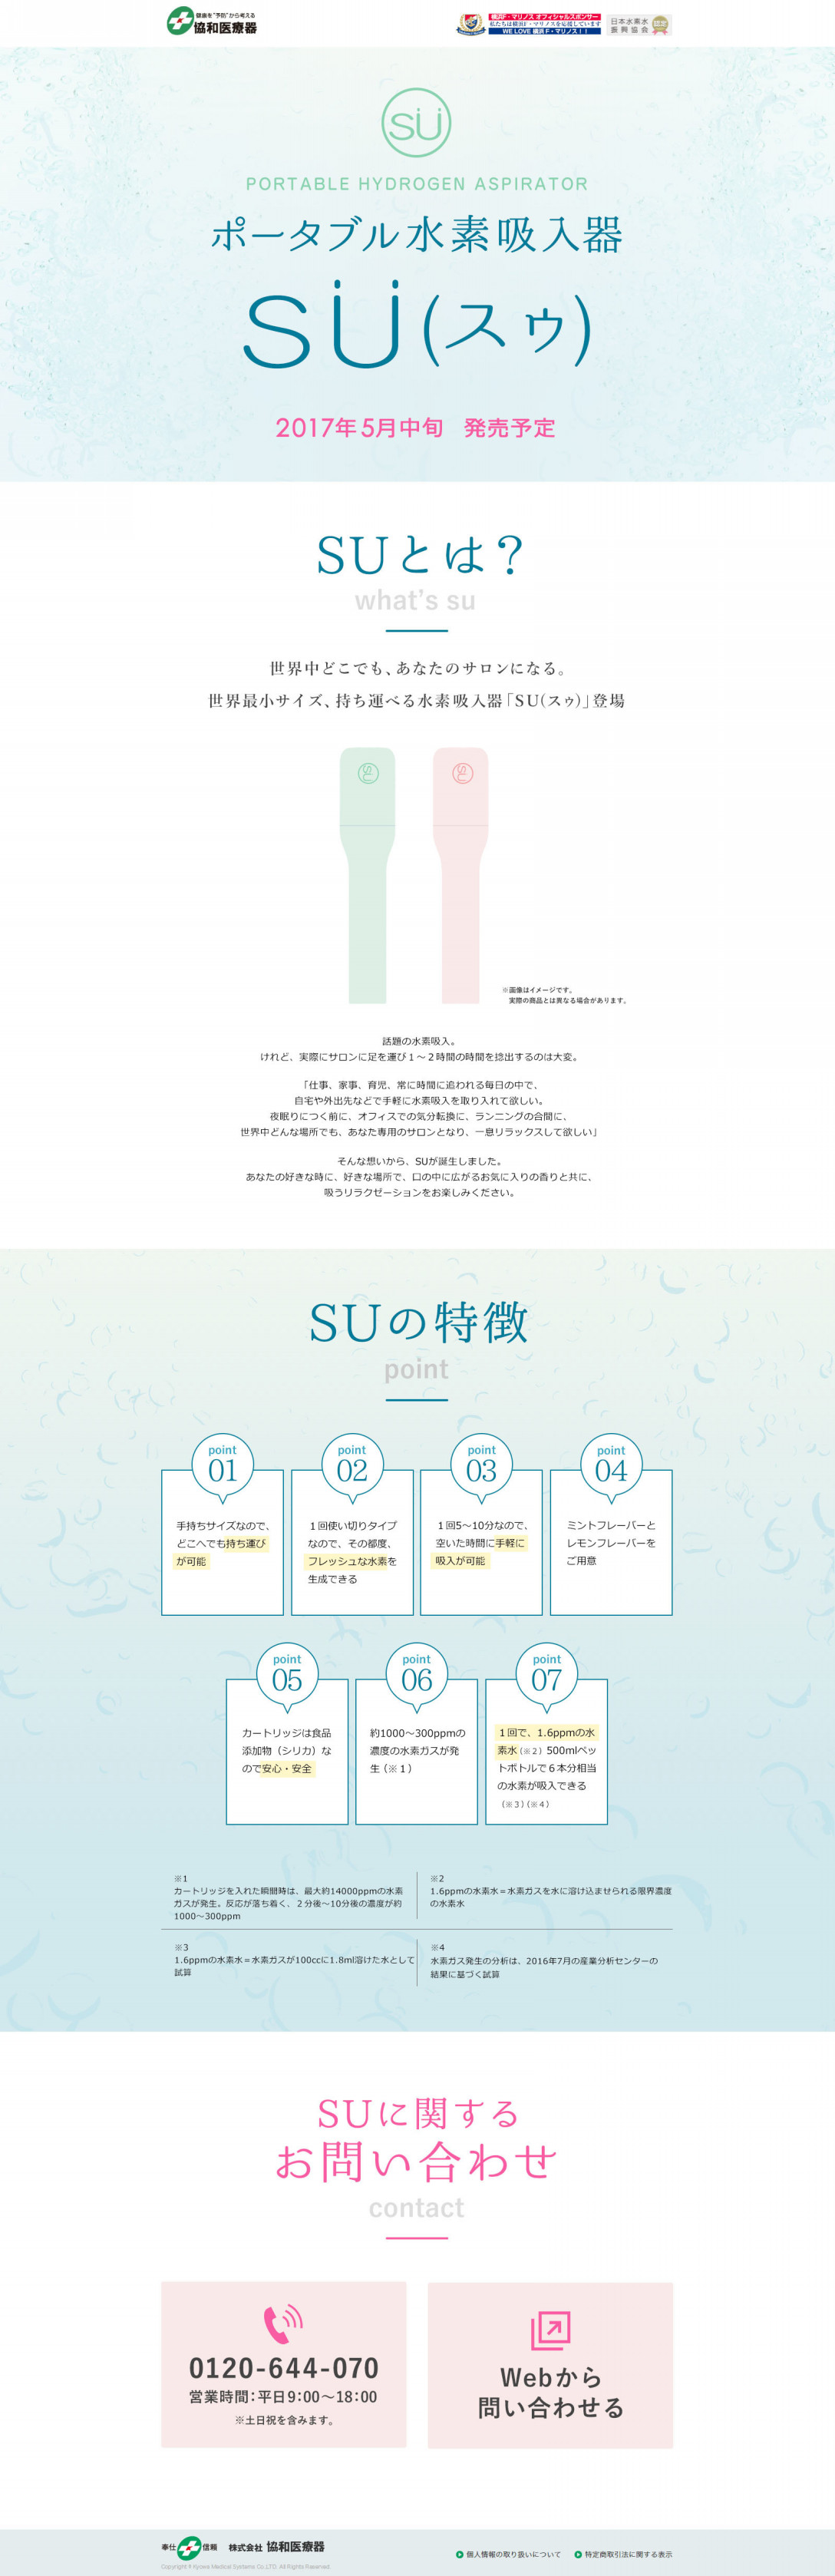 健康を"予防"から考える
協和医療器
横浜F・マリノス オフィシャルスポンサー
私たちは横浜F・マリノスを応援しています
WE LOVE 横浜F・マリノス！！
日本水素水
振興協会
認定
SÜ
PORTABLE HYDROGEN ASPIRATOR
ポータブル水素吸入器
SÜ(スゥ)
2017年5月中旬　発売予定
SUとは？
what's su
世界中どこでも、あなたのサロンになる。
世界最小サイズ、持ち運べる水素吸入器「SU(スゥ)」登場
SÜ
SÜ
※画像はイメージです。
実際の商品とは異なる場合があります。
話題の水素吸入。
けれど、実際にサロンに足を運び１～２時間の時間を捻出するのは大変。
「仕事、家事、育児、常に時間に追われる毎日の中で、
自宅や外出先などで手軽に水素吸入を取り入れて欲しい。
夜眠りにつく前に、オフィスでの気分転換に、ランニングの合間に、
世界中どんな場所でも、あなた専用のサロンとなり、一息リラックスして欲しい」
そんな想いから、SUが誕生しました。
あなたの好きな時に、好きな場所で、口の中に広がるお気に入りの香りと共に、
吸うリラクゼーションをお楽しみください。
SUの特徴
point
point
01
手持ちサイズなので、
どこへでも持ち運び
が可能
point
02
１回使い切りタイプ
なので、その都度、
フレッシュな水素を
生成できる
point
03
１回5～10分なので、
空いた時間に手軽に
吸入が可能
point
04
ミントフレーバーと
レモンフレーバーを
ご用意
point
05
カートリッジは食品
添加物（シリカ）な
ので安心・安全
point
06
約1000～300ppmの
濃度の水素ガスが発
生（※１）
point
07
１回で、1.6ppmの水
素水（※２）500mlペッ
トボトルで６本分相当
の水素が吸入できる
（※３）（※４）
※1
カートリッジを入れた瞬間時は、最大約14000ppmの水素
ガスが発生。反応が落ち着く、２分後～10分後の濃度が約
1000～300ppm
※2
1.6ppmの水素水＝水素ガスを水に溶け込ませられる限界濃度
の水素水
※3
1.6ppmの水素水＝水素ガスが100ccに1.8ml溶けた水として
試算
※4
水素ガス発生の分析は、2016年7月の産業分析センターの
結果に基づく試算
SUに関する
お問い合わせ
contact
0120-644-070
営業時間：平日9:00～18:00
※土日祝を含みます。
Webから
問い合わせる
奉仕
信頼
株式会社 協和医療器
個人情報の取り扱いについて
特定商取引法に関する表示
Copyright © Kyowa Medical Systems Co.,LTD. All Rights Reserved.